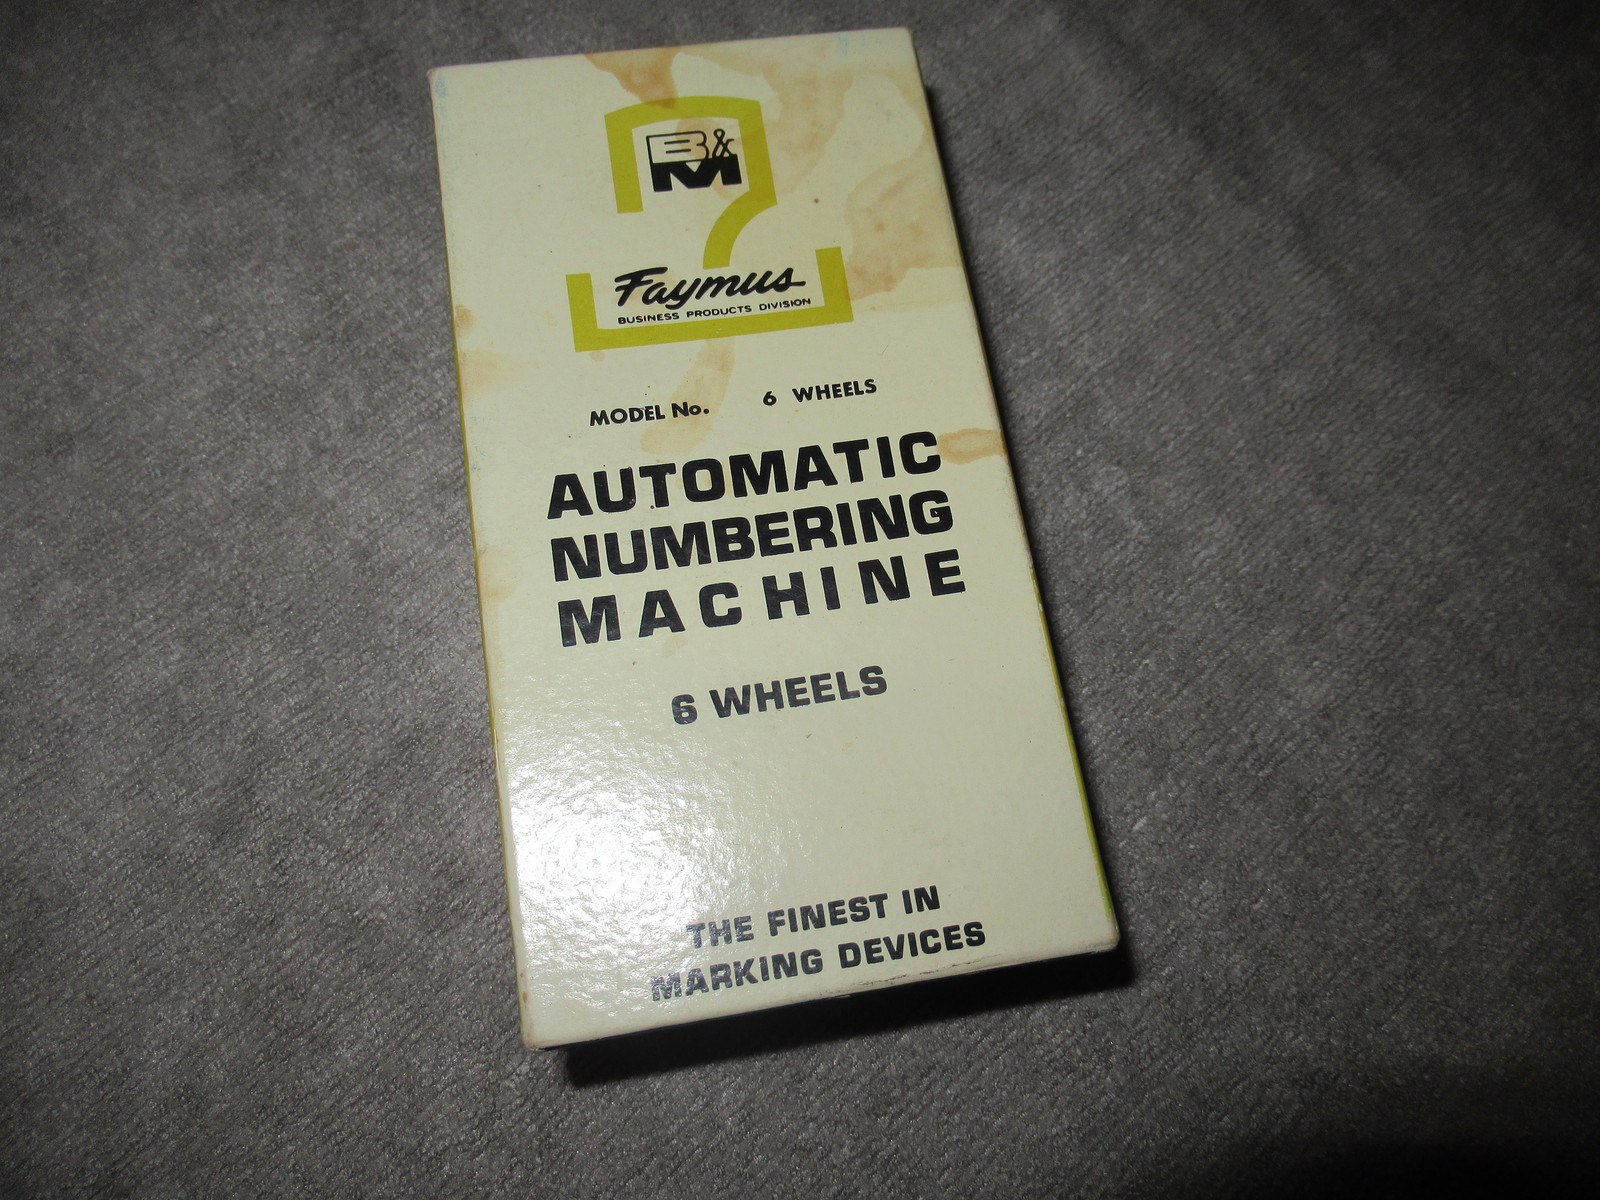 B&
M
Faymus
BUSINESS PRODUCTS DIVISION
MODEL No. 6 WHEELS
AUTOMATIC
NUMBERING
MACHINE
6 WHEELS
THE FINEST IN
MARKING DEVICES